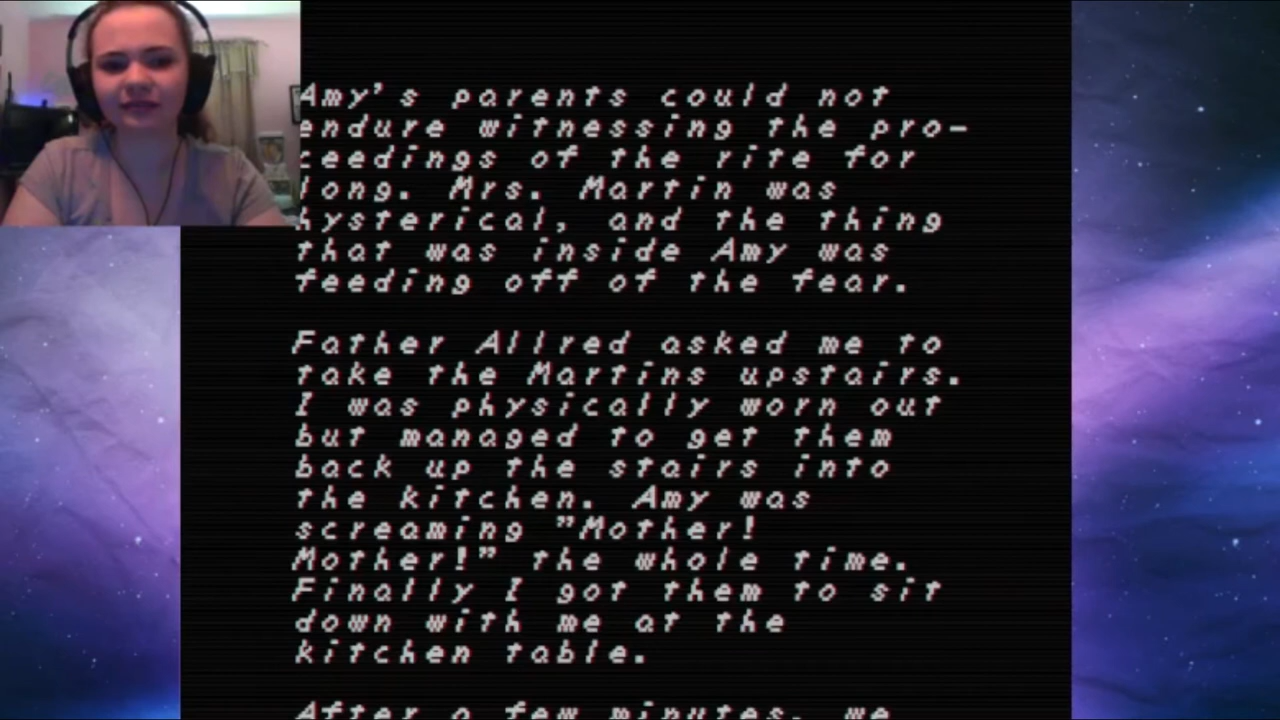 Amy's parents could not
endure witnessing the pro-
ceedings of the rite for
long. Mrs. Martin was
hysterical, and the thing
that was inside Amy was
feeding off of the fear.
Father Allred asked me to
take the Martins upstairs.
I was physically worn out
but managed to get them
back up the stairs into
the kitchen. Amy was
screaming "Mother!
Mother!" the whole time.
Finally I got them to sit
down with me at the
kitchen table.
After a few minutes, we